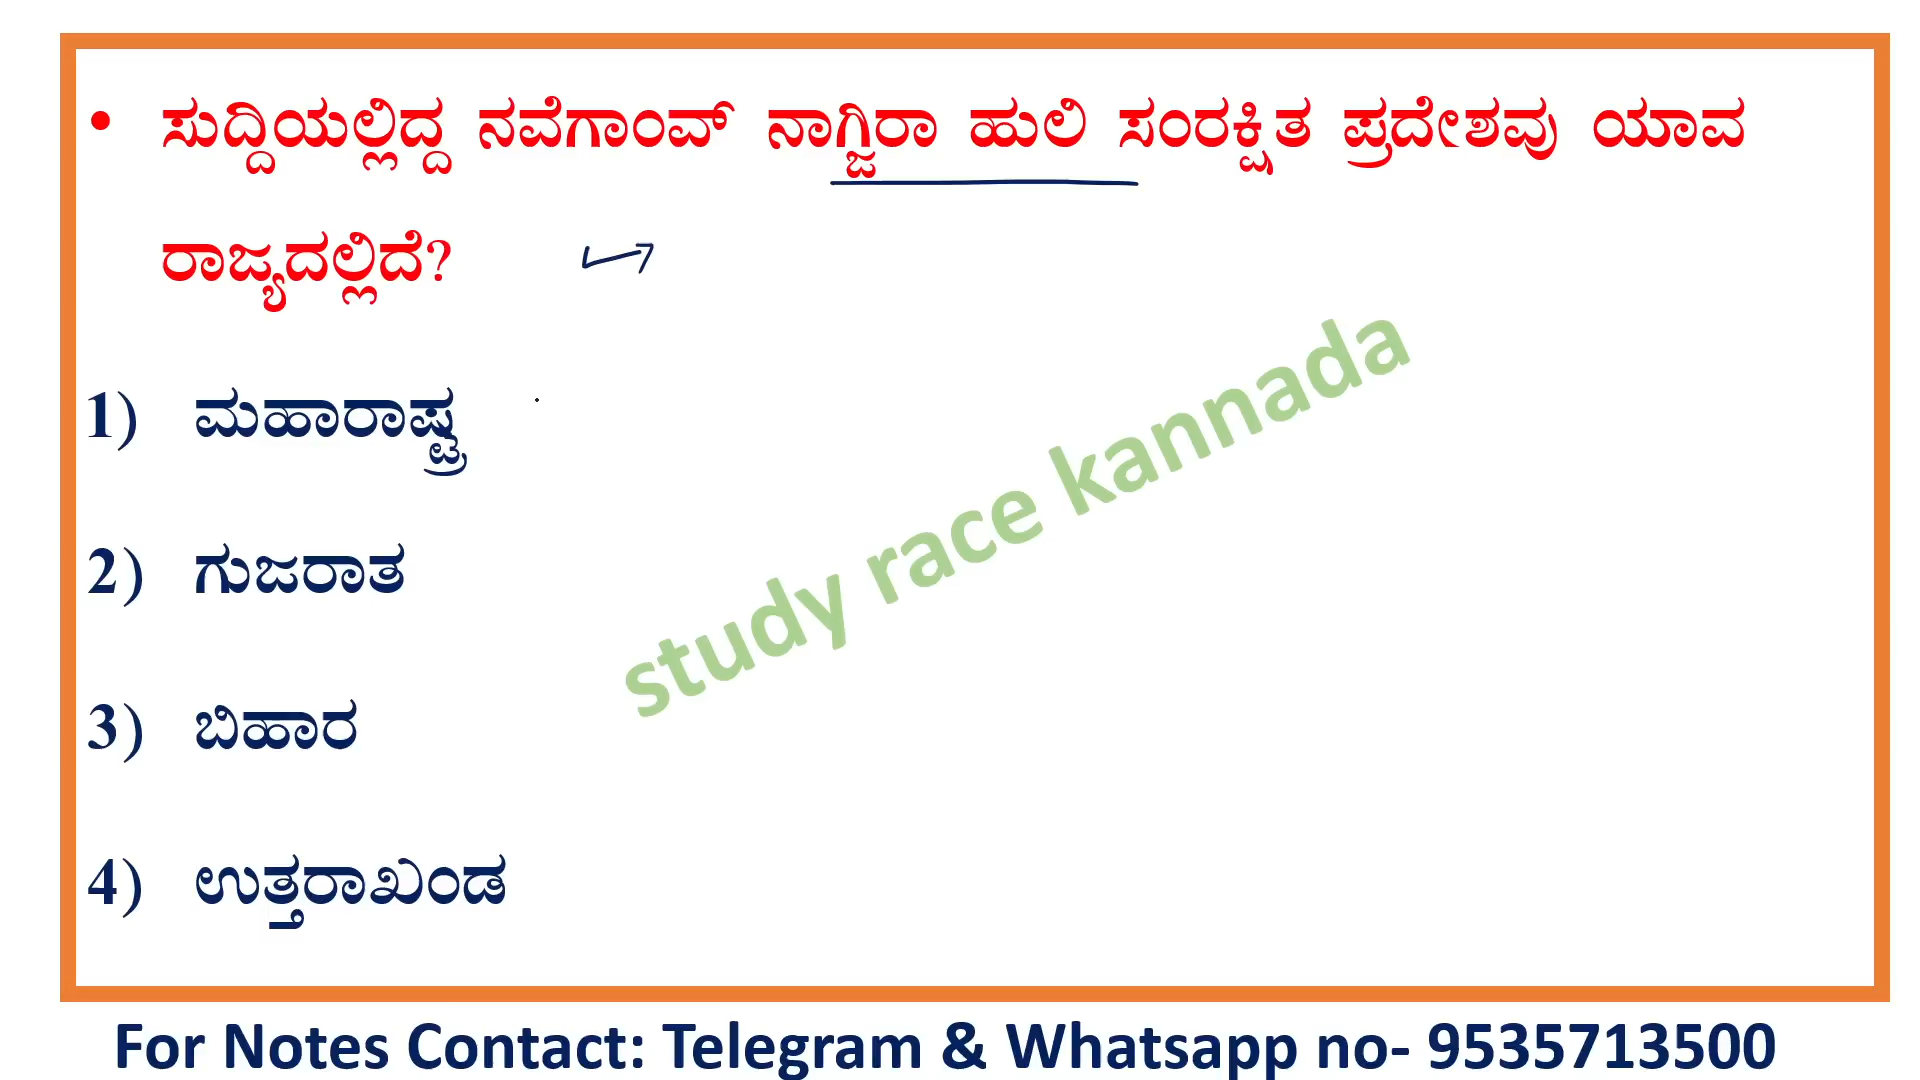 • ಸುದ್ದಿಯಲ್ಲಿದ್ದ ನವೆಗಾಂವ್ ನಾಗ್ಜಿರಾ ಹುಲಿ ಸಂರಕ್ಷಿತ ಪ್ರದೇಶವು ಯಾವ
ರಾಜ್ಯದಲ್ಲಿದೆ?
1) ಮಹಾರಾಷ್ಟ್ರ
2) ಗುಜರಾತ
3) ಬಿಹಾರ
4) ಉತ್ತರಾಖಂಡ
study race kannada
For Notes Contact: Telegram & Whatsapp no- 9535713500